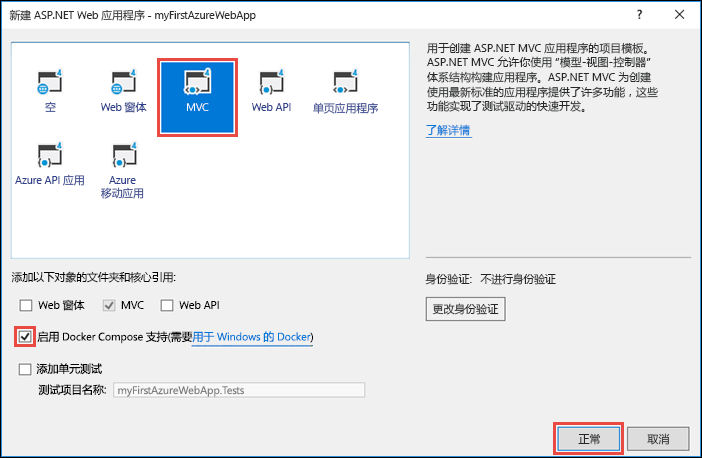 新建 ASP.NET Web 应用程序 - myFirstAzureWebApp
? ×
4 4 4 4 4
空 Web 窗体 MVC Web API 单页应用程序
4 4
Azure API 应用 Azure
移动应用
用于创建 ASP.NET MVC 应用程序的项目模板。
ASP.NET MVC 允许你使用 “模型-视图-控制器”
体系结构构建应用程序。ASP.NET MVC 为创建
使用最新标准的应用程序提供了许多功能，这些
功能实现了测试驱动的快速开发。
了解详情
添加以下对象的文件夹和核心引用:
Web 窗体 MVC Web API
启用 Docker Compose 支持(需要用于 Windows 的 Docker)
添加单元测试
测试项目名称: myFirstAzureWebApp.Tests
身份验证: 不进行身份验证
更改身份验证
正常 取消